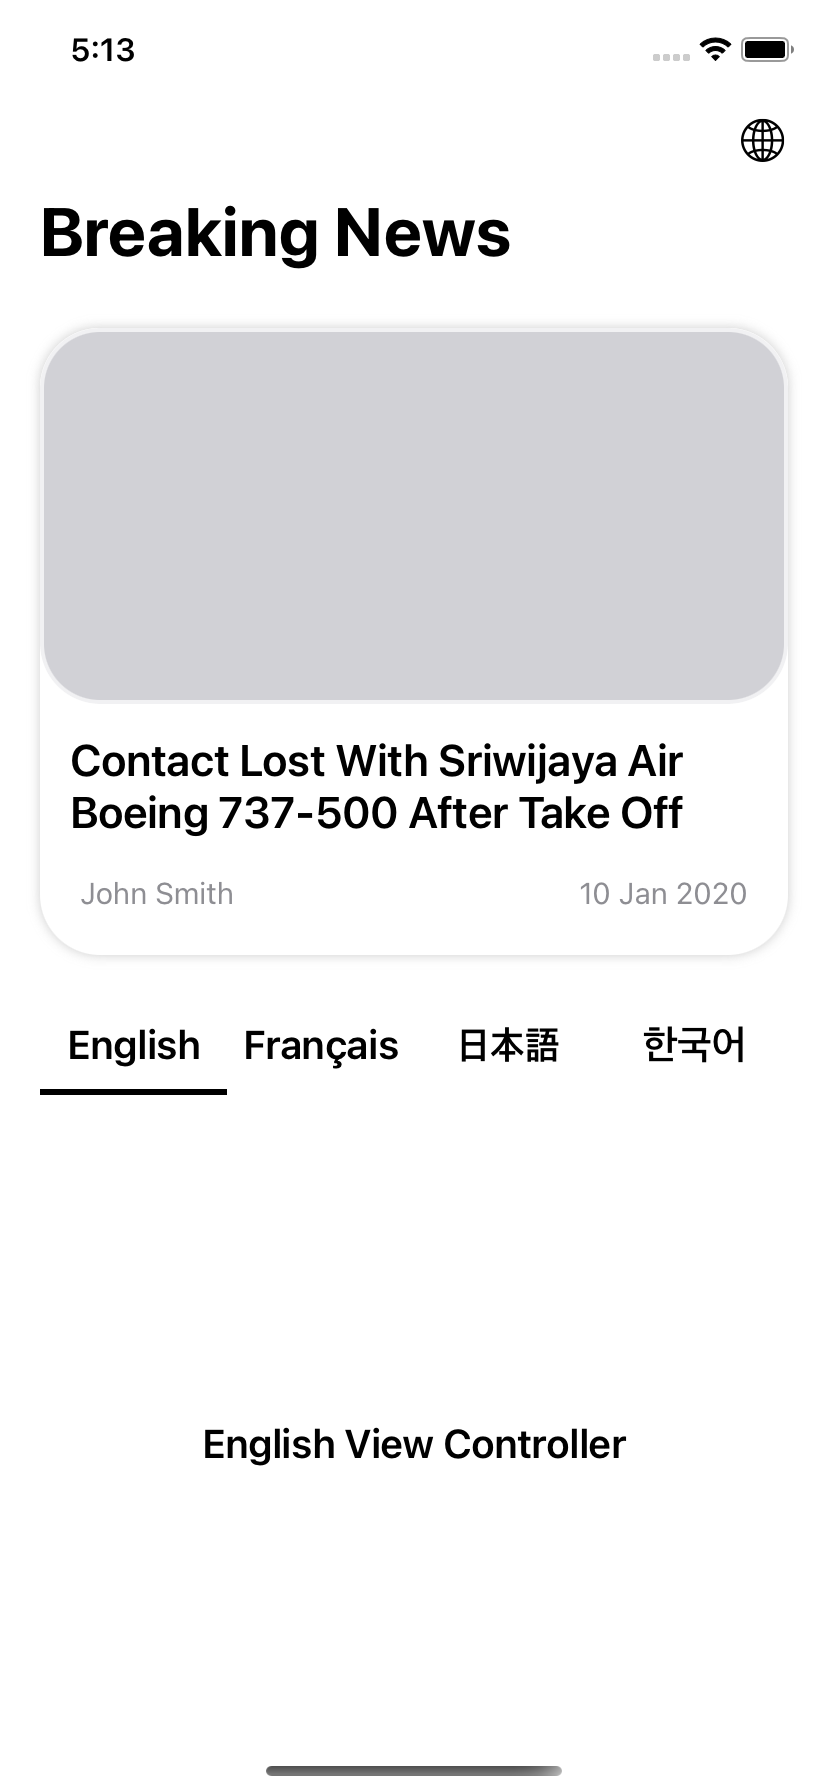 5:13
Breaking News
Contact Lost With Sriwijaya Air
Boeing 737-500 After Take Off
John Smith 10 Jan 2020
English Français 日本語 한국어
English View Controller